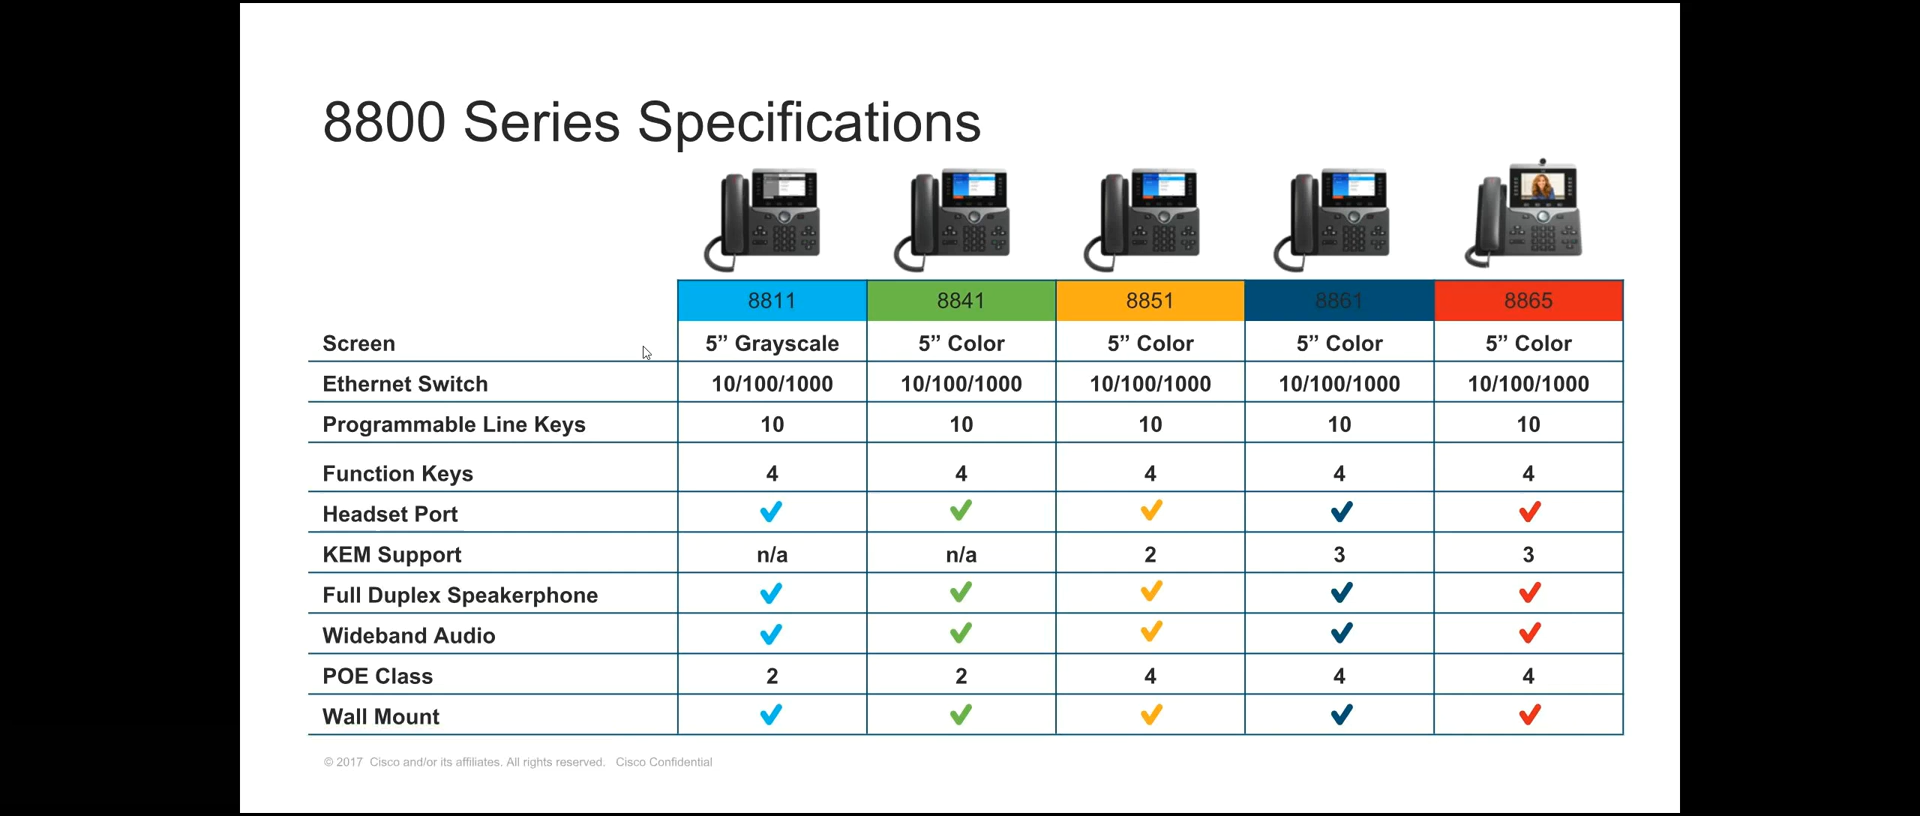 8800 Series Specifications
8811 8841 8851 8861 8865
Screen 5” Grayscale 5” Color 5” Color 5” Color 5” Color
Ethernet Switch 10/100/1000 10/100/1000 10/100/1000 10/100/1000 10/100/1000
Programmable Line Keys 10 10 10 10 10
Function Keys 4 4 4 4 4
Headset Port
KEM Support n/a n/a 2 3 3
Full Duplex Speakerphone
Wideband Audio
POE Class 2 2 4 4 4
Wall Mount
© 2017 Cisco and/or its affiliates. All rights reserved. Cisco Confidential